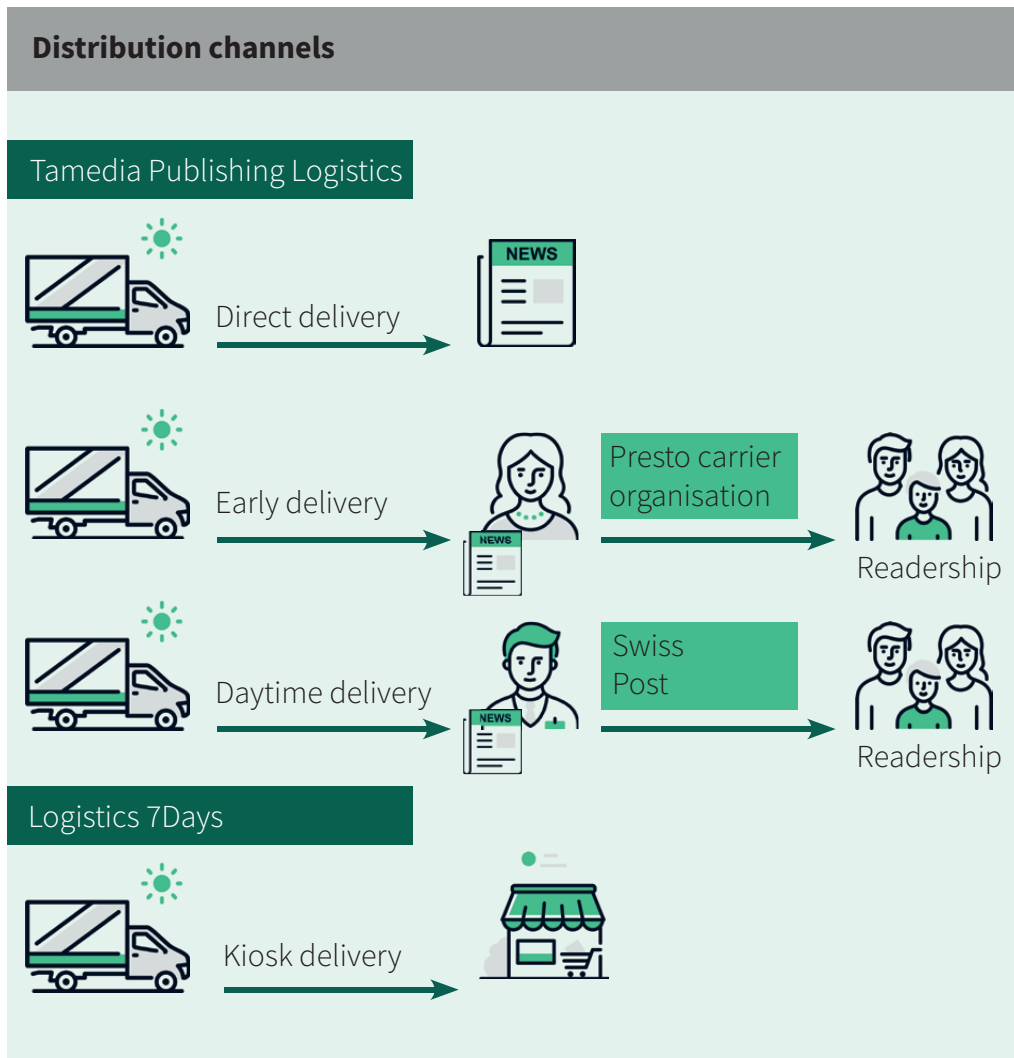 Distribution channels
Tamedia Publishing Logistics
NEWS
Direct delivery
Early delivery
NEWS
Presto carrier
organisation
Readership
Daytime delivery
NEWS
Swiss
Post
Readership
Logistics 7Days
Kiosk delivery